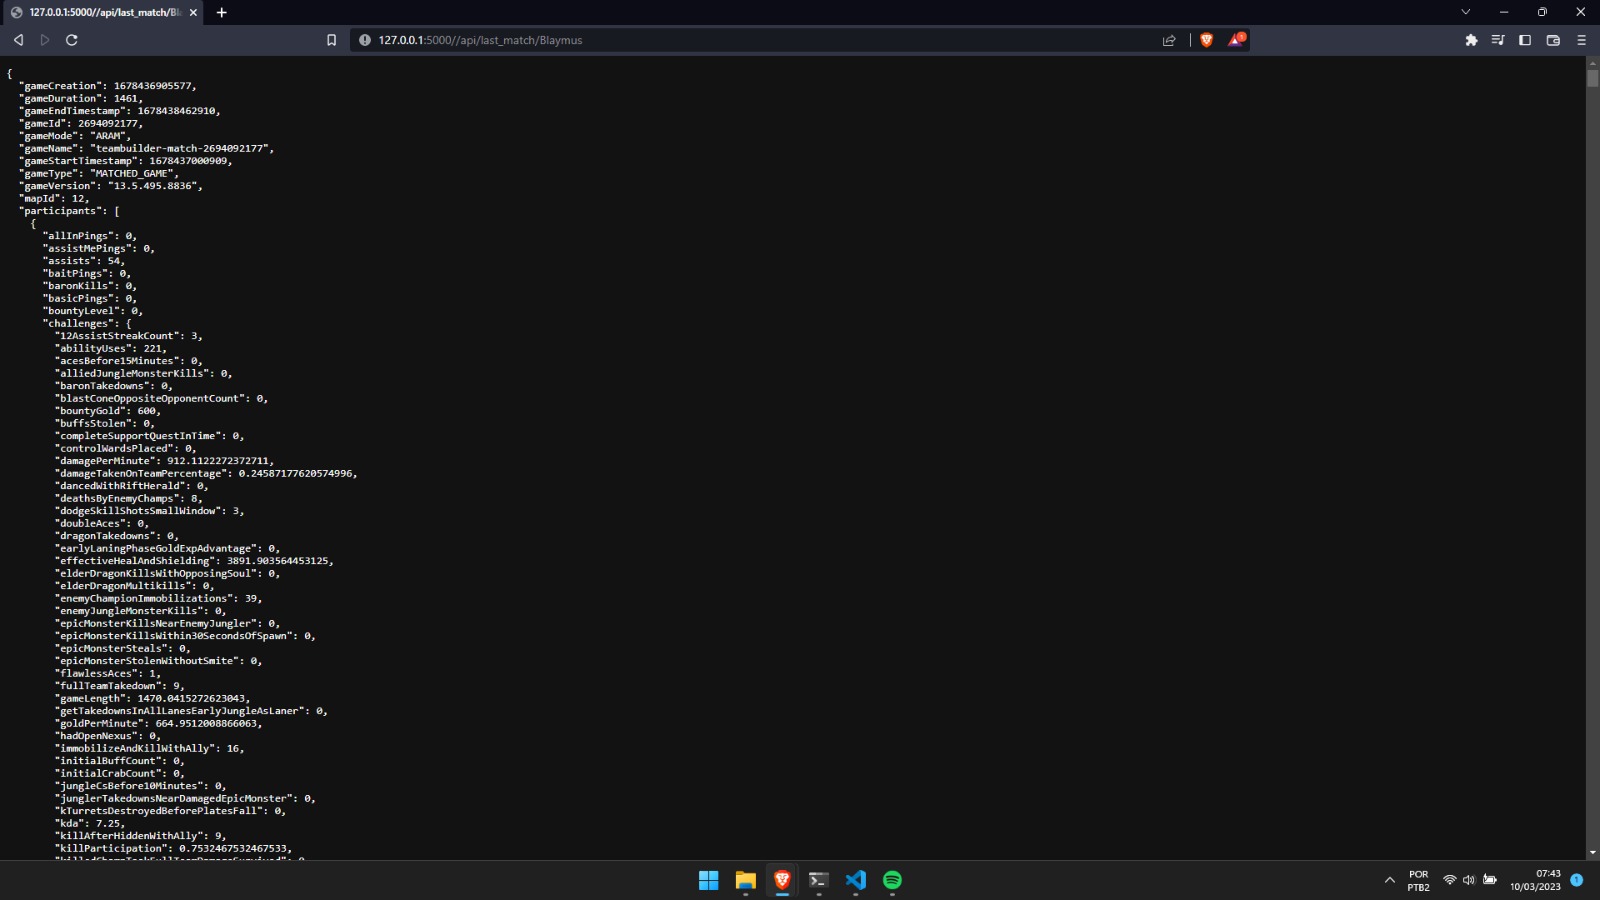 127.0.0.1:5000//api/last_match/Bl
127.0.0.1:5000//api/last_match/Blaymus
1
{
"gameCreation": 1678436905577,
"gameDuration": 1461,
"gameEndTimestamp": 1678438462910,
"gameId": 2694092177,
"gameMode": "ARAM",
"gameName": "teambuilder-match-2694092177",
"gameStartTimestamp": 1678437000909,
"gameType": "MATCHED_GAME",
"gameVersion": "13.5.495.8836",
"mapId": 12,
"participants": [
{
"allInPings": 0,
"assistMePings": 0,
"assists": 54,
"baitPings": 0,
"baronKills": 0,
"basicPings": 0,
"bountyLevel": 0,
"challenges": {
"12AssistStreakCount": 3,
"abilityUses": 221,
"acesBefore15Minutes": 0,
"alliedJungleMonsterKills": 0,
"baronTakedowns": 0,
"blastConeOppositeOpponentCount": 0,
"bountyGold": 600,
"buffsStolen": 0,
"completeSupportQuestInTime": 0,
"controlWardsPlaced": 0,
"damagePerMinute": 912.1122272372711,
"damageTakenOnTeamPercentage": 0.24587177620574996,
"dancedWithRiftHerald": 0,
"deathsByEnemyChamps": 8,
"dodgeSkillShotsSmallWindow": 3,
"doubleAces": 0,
"dragonTakedowns": 0,
"earlyLaningPhaseGoldExpAdvantage": 0,
"effectiveHealAndShielding": 3891.903564453125,
"elderDragonKillsWithOpposingSoul": 0,
"elderDragonMultikills": 0,
"enemyChampionImmobilizations": 39,
"enemyJungleMonsterKills": 0,
"epicMonsterKillsNearEnemyJungler": 0,
"epicMonsterKillsWithin30SecondsOfSpawn": 0,
"epicMonsterSteals": 0,
"epicMonsterStolenWithoutSmite": 0,
"flawlessAces": 1,
"fullTeamTakedown": 9,
"gameLength": 1470.0415272623043,
"getTakedownsInAllLanesEarlyJungleAsLaner": 0,
"goldPerMinute": 664.9512008866063,
"hadOpenNexus": 0,
"immobilizeAndKillWithAlly": 16,
"initialBuffCount": 0,
"initialCrabCount": 0,
"jungleCsBefore10Minutes": 0,
"junglerTakedownsNearDamagedEpicMonster": 0,
"kTurretsDestroyedBeforePlatesFall": 0,
"kda": 7.25,
"killAfterHiddenWithAlly": 9,
"killParticipation": 0.7532467532467533,
"killedChampTookFullTeamDamageSurvived": 0,
POR
PTB2
07:43
10/03/2023
1